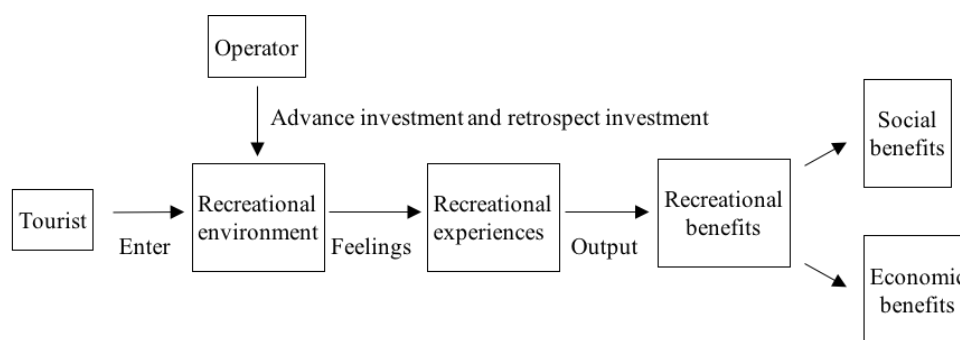 Operator
Advance investment and retrospect investment
Social
benefits
Tourist
Enter
Recreational
environment
Feelings
Recreational
experiences
Output
Recreational
benefits
Economic
benefits